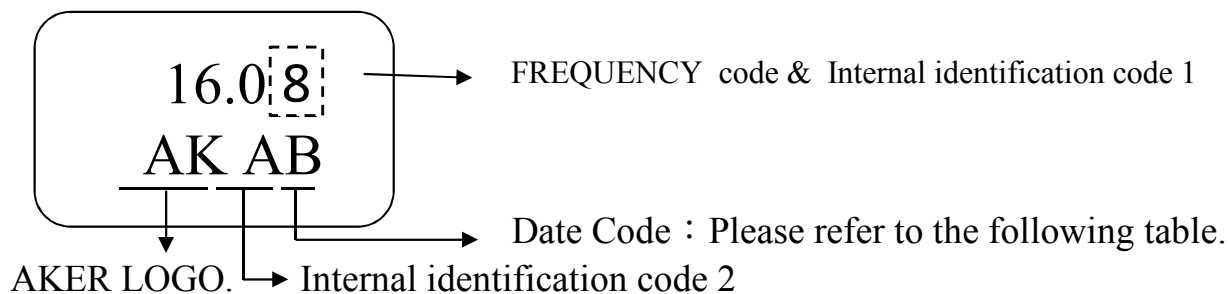 16.08
FREQUENCY code & Internal identification code 1
AK AB
Date Code：Please refer to the following table.
AKER LOGO.
Internal identification code 2